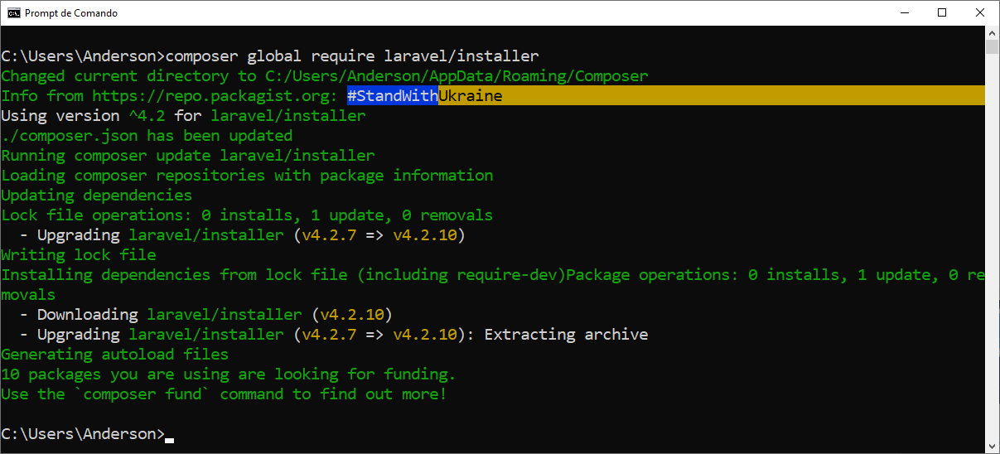 Prompt de Comando
C:\Users\Anderson>composer global require laravel/installer
Changed current directory to C:/Users/Anderson/AppData/Roaming/Composer
Info from https://repo.packagist.org: #StandWithUkraine
Using version ^4.2 for laravel/installer
./composer.json has been updated
Running composer update laravel/installer
Loading composer repositories with package information
Updating dependencies
Lock file operations: 0 installs, 1 update, 0 removals
  - Upgrading laravel/installer (v4.2.7 => v4.2.10)
Writing lock file
Installing dependencies from lock file (including require-dev)Package operations: 0 installs, 1 update, 0 re
movals
  - Downloading laravel/installer (v4.2.10)
  - Upgrading laravel/installer (v4.2.7 => v4.2.10): Extracting archive
Generating autoload files
10 packages you are using are looking for funding.
Use the `composer fund` command to find out more!
C:\Users\Anderson>